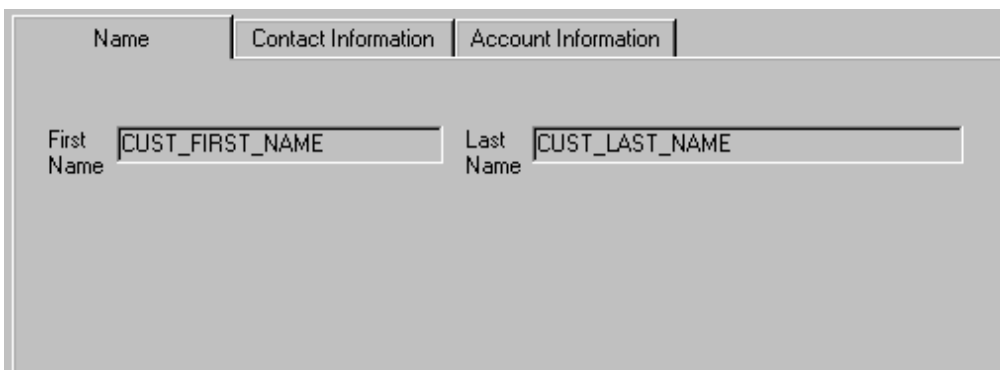 Name Contact Information Account Information
First Name CUST_FIRST_NAME Last Name CUST_LAST_NAME